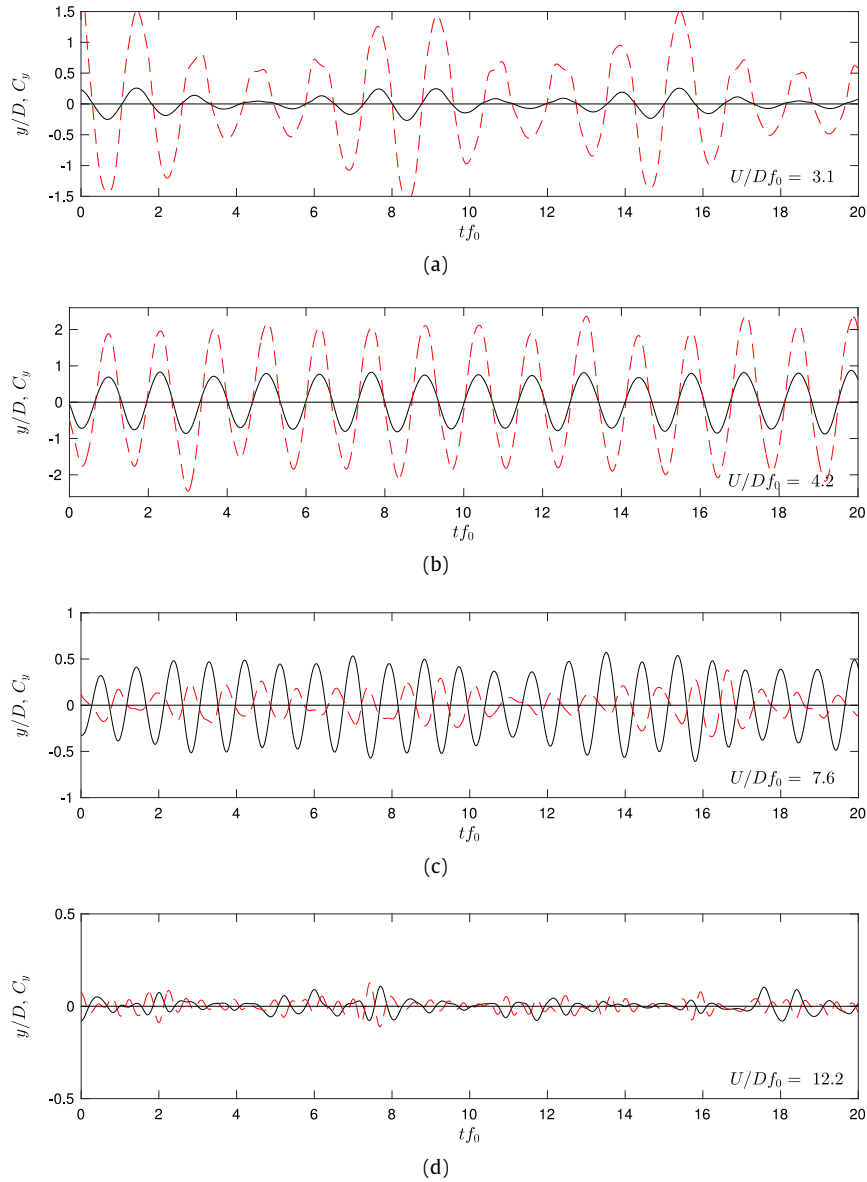 1.5
1
0.5
0
-0.5
-1
-1.5
y/D, C_y
U/Df_0 = 3.1
0 2 4 6 8 10 12 14 16 18 20
tf_0
(a)
2
1
0
-1
-2
y/D, C_y
U/Df_0 = 4.2
0 2 4 6 8 10 12 14 16 18 20
tf_0
(b)
1
0.5
0
-0.5
-1
y/D, C_y
U/Df_0 = 7.6
0 2 4 6 8 10 12 14 16 18 20
tf_0
(c)
0.5
0
-0.5
y/D, C_y
U/Df_0 = 12.2
0 2 4 6 8 10 12 14 16 18 20
tf_0
(d)